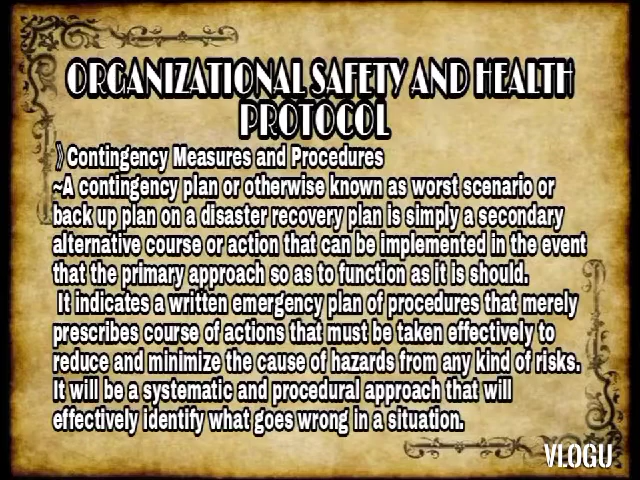 ORGANIZATIONAL SAFETY AND HEALTH
PROTOCOL
》Contingency Measures and Procedures
~A contingency plan or otherwise known as worst scenario or
back up plan on a disaster recovery plan is simply a secondary
alternative course or action that can be implemented in the event
that the primary approach so as to function as it is should.
It indicates a written emergency plan of procedures that merely
prescribes course of actions that must be taken effectively to
reduce and minimize the cause of hazards from any kind of risks.
It will be a systematic and procedural approach that will
effectively identify what goes wrong in a situation.
VLOGU